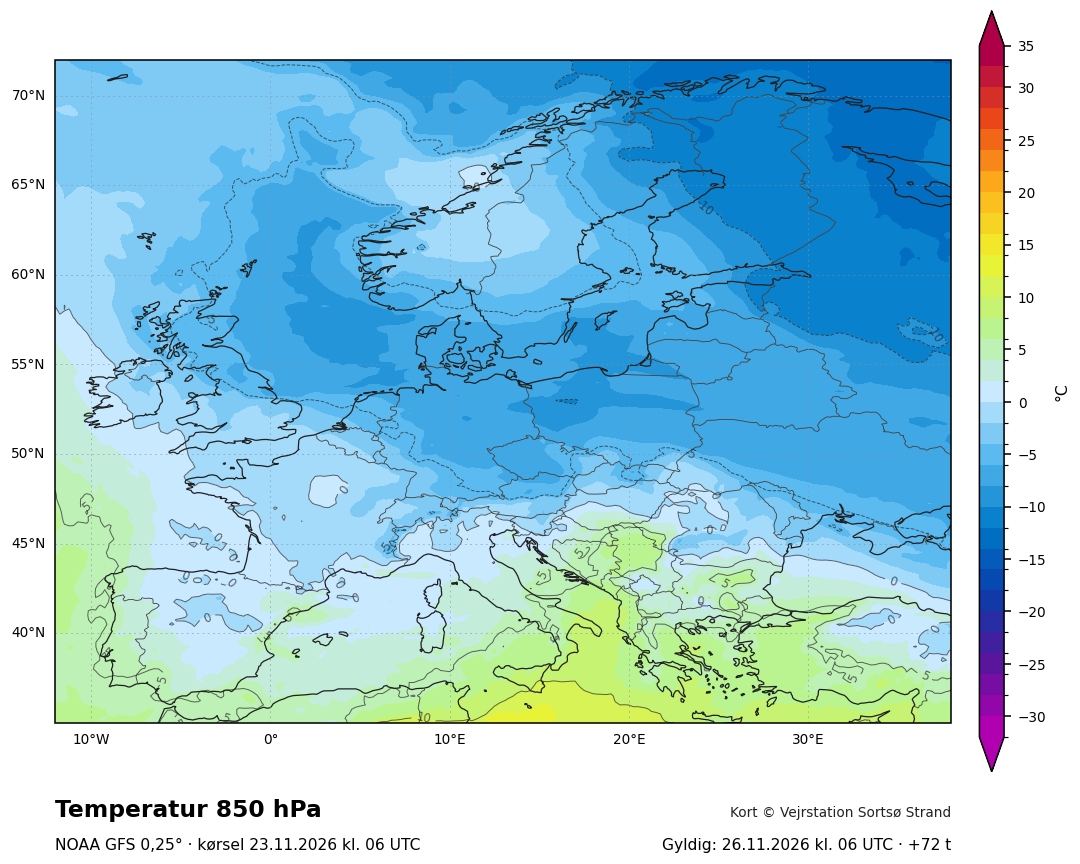 70°N
65°N
60°N
55°N
50°N
45°N
40°N
10°W
0°
10°E
20°E
30°E
35
30
25
20
15
10
5
0
−5
−10
−15
−20
−25
−30
°C
-10
10
Temperatur 850 hPa
Kort © Vejrstation Sortsø Strand
NOAA GFS 0,25° · kørsel 23.11.2026 kl. 06 UTC
Gyldig: 26.11.2026 kl. 06 UTC · +72 t